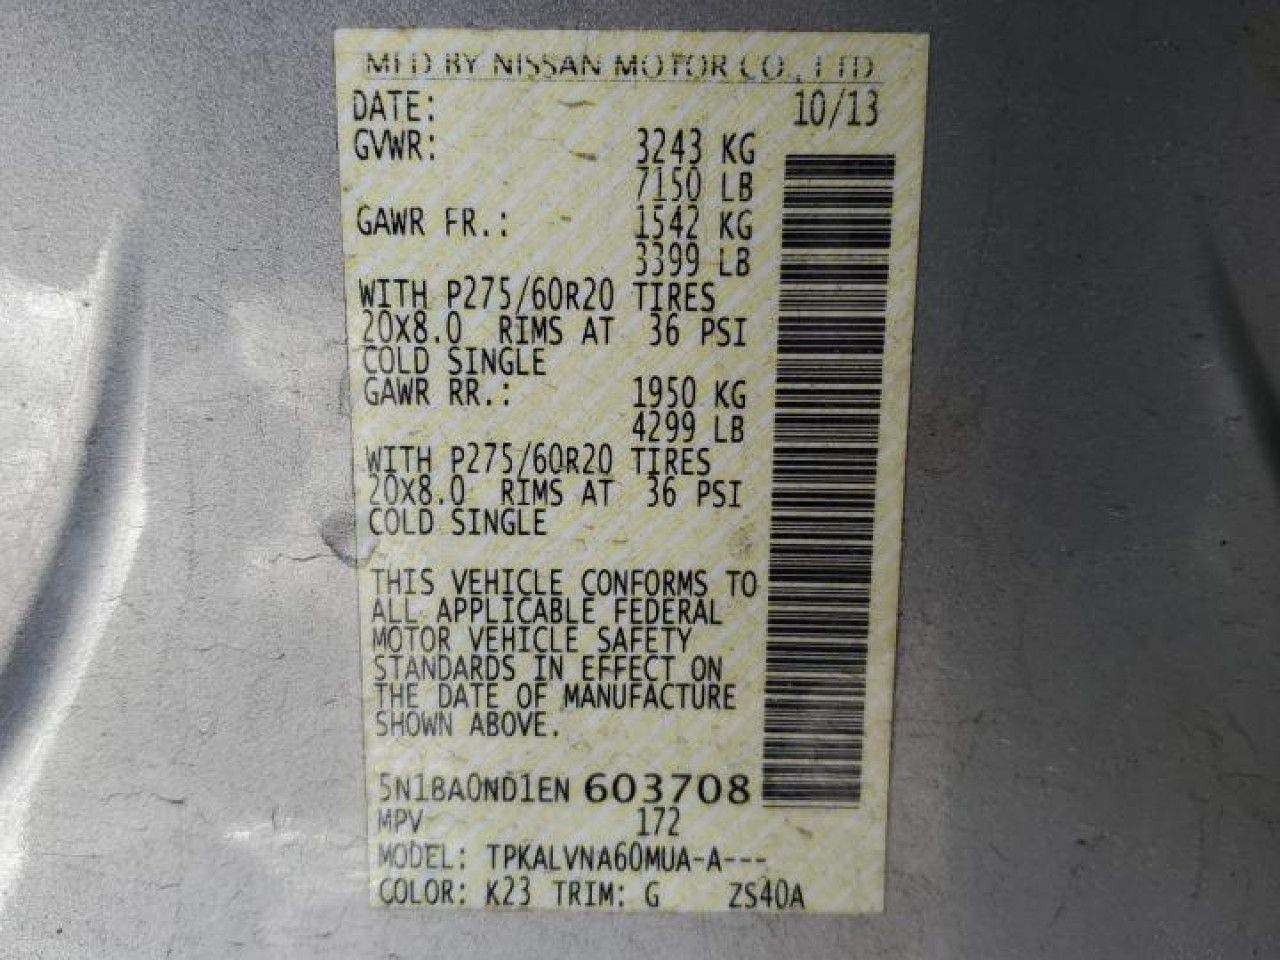 MFD BY NISSAN MOTOR CO., LTD
DATE: 10/13
GVWR: 3243 KG
7150 LB
GAWR FR.: 1542 KG
3399 LB
WITH P275/60R20 TIRES
20X8.0 RIMS AT 36 PSI
COLD SINGLE
GAWR RR.: 1950 KG
4299 LB
WITH P275/60R20 TIRES
20X8.0 RIMS AT 36 PSI
COLD SINGLE
THIS VEHICLE CONFORMS TO
ALL APPLICABLE FEDERAL
MOTOR VEHICLE SAFETY
STANDARDS IN EFFECT ON
THE DATE OF MANUFACTURE
SHOWN ABOVE.
5N1BA0ND1EN 603708
MPV 172
MODEL: TPKALVNA60MUA-A---
COLOR: K23 TRIM: G ZS40A